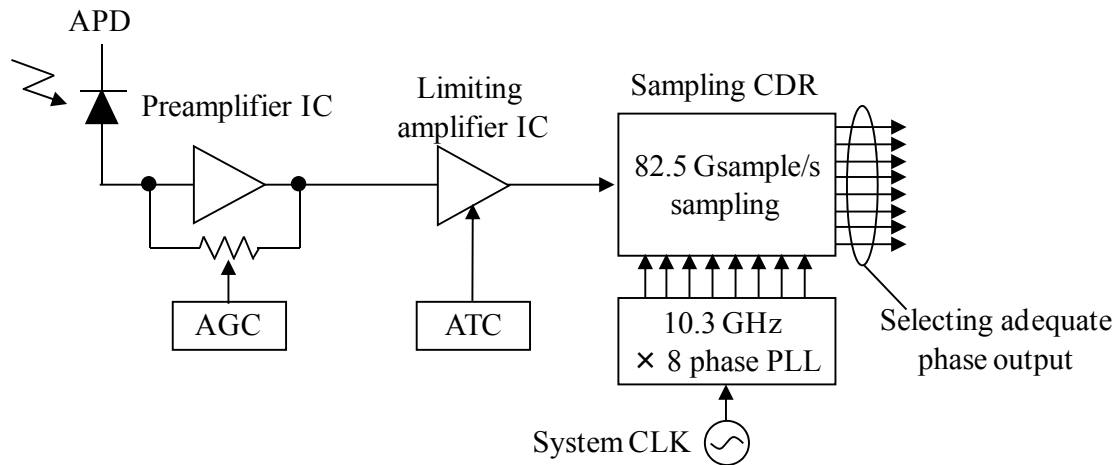 APD
Preamplifier IC
Limiting
amplifier IC
Sampling CDR
82.5 Gsample/s
sampling
AGC
ATC
10.3 GHz
× 8 phase PLL
Selecting adequate
phase output
System CLK